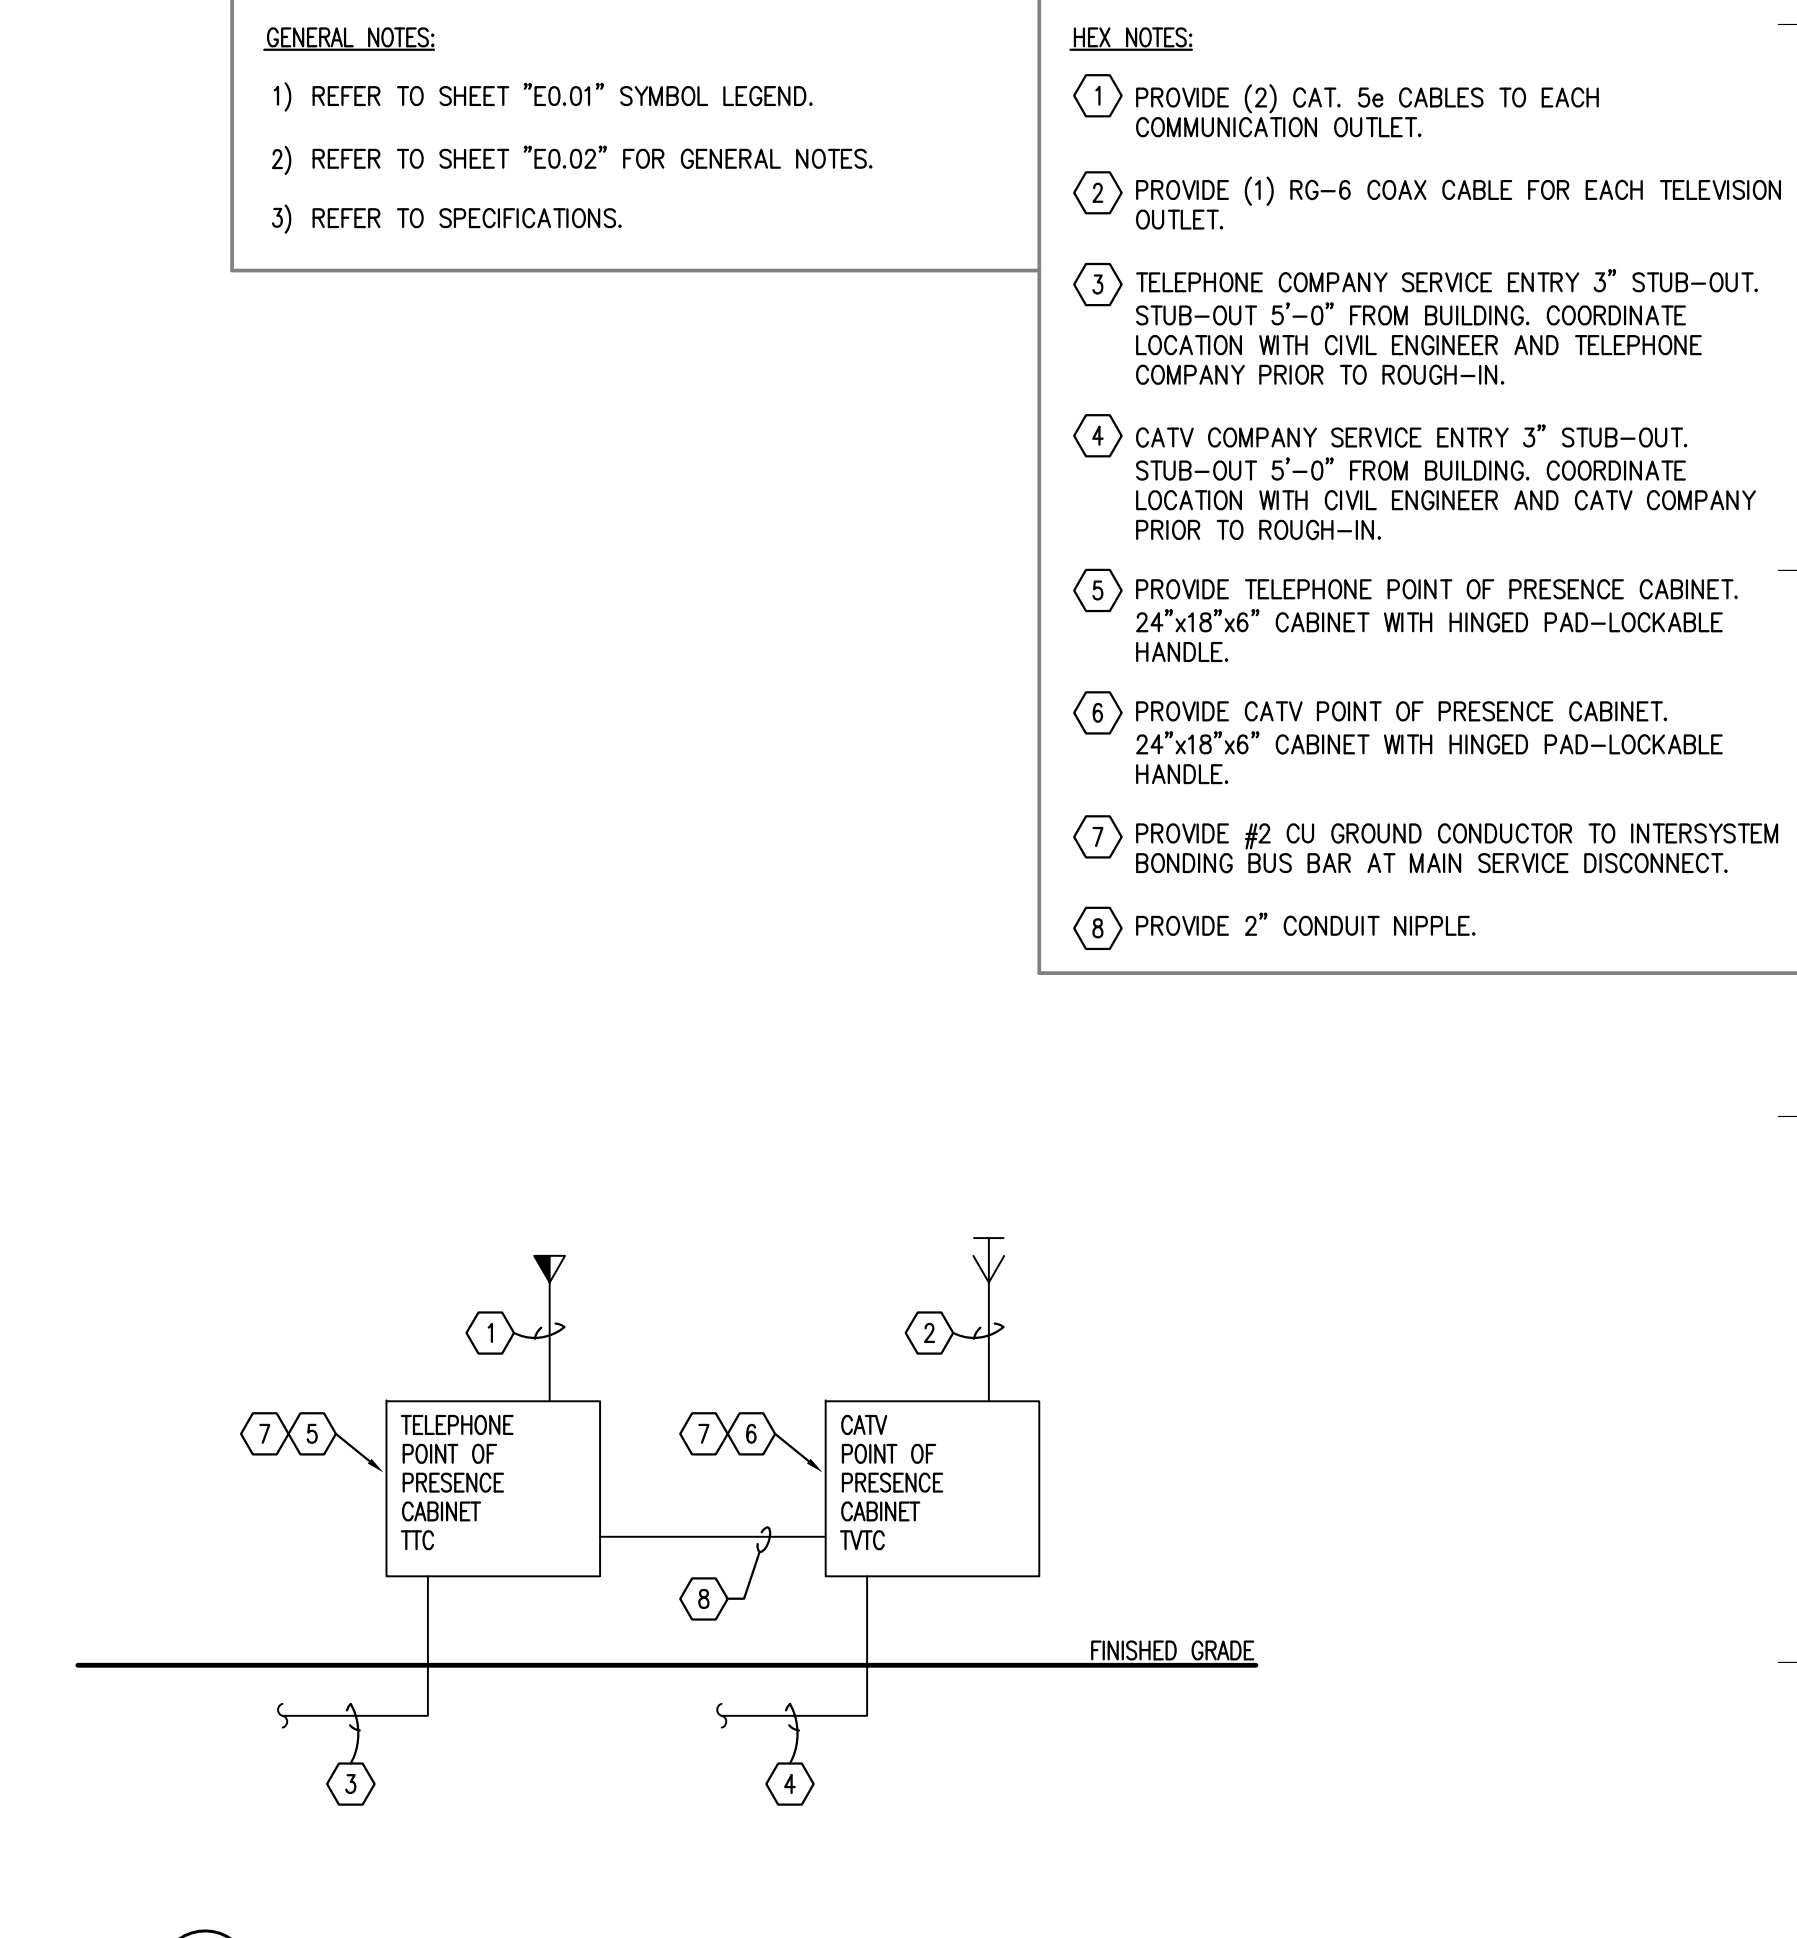 GENERAL NOTES:
1) REFER TO SHEET "E0.01" SYMBOL LEGEND.
2) REFER TO SHEET "E0.02" FOR GENERAL NOTES.
3) REFER TO SPECIFICATIONS.
HEX NOTES:
1 PROVIDE (2) CAT. 5e CABLES TO EACH
COMMUNICATION OUTLET.
2 PROVIDE (1) RG-6 COAX CABLE FOR EACH TELEVISION
OUTLET.
3 TELEPHONE COMPANY SERVICE ENTRY 3" STUB-OUT.
STUB-OUT 5'-0" FROM BUILDING. COORDINATE
LOCATION WITH CIVIL ENGINEER AND TELEPHONE
COMPANY PRIOR TO ROUGH-IN.
4 CATV COMPANY SERVICE ENTRY 3" STUB-OUT.
STUB-OUT 5'-0" FROM BUILDING. COORDINATE
LOCATION WITH CIVIL ENGINEER AND CATV COMPANY
PRIOR TO ROUGH-IN.
5 PROVIDE TELEPHONE POINT OF PRESENCE CABINET.
24"x18"x6" CABINET WITH HINGED PAD-LOCKABLE
HANDLE.
6 PROVIDE CATV POINT OF PRESENCE CABINET.
24"x18"x6" CABINET WITH HINGED PAD-LOCKABLE
HANDLE.
7 PROVIDE #2 CU GROUND CONDUCTOR TO INTERSYSTEM
BONDING BUS BAR AT MAIN SERVICE DISCONNECT.
8 PROVIDE 2" CONDUIT NIPPLE.
1
2
7 5
TELEPHONE
POINT OF
PRESENCE
CABINET
TTC
7 6
CATV
POINT OF
PRESENCE
CABINET
TVTC
8
FINISHED GRADE
3
4